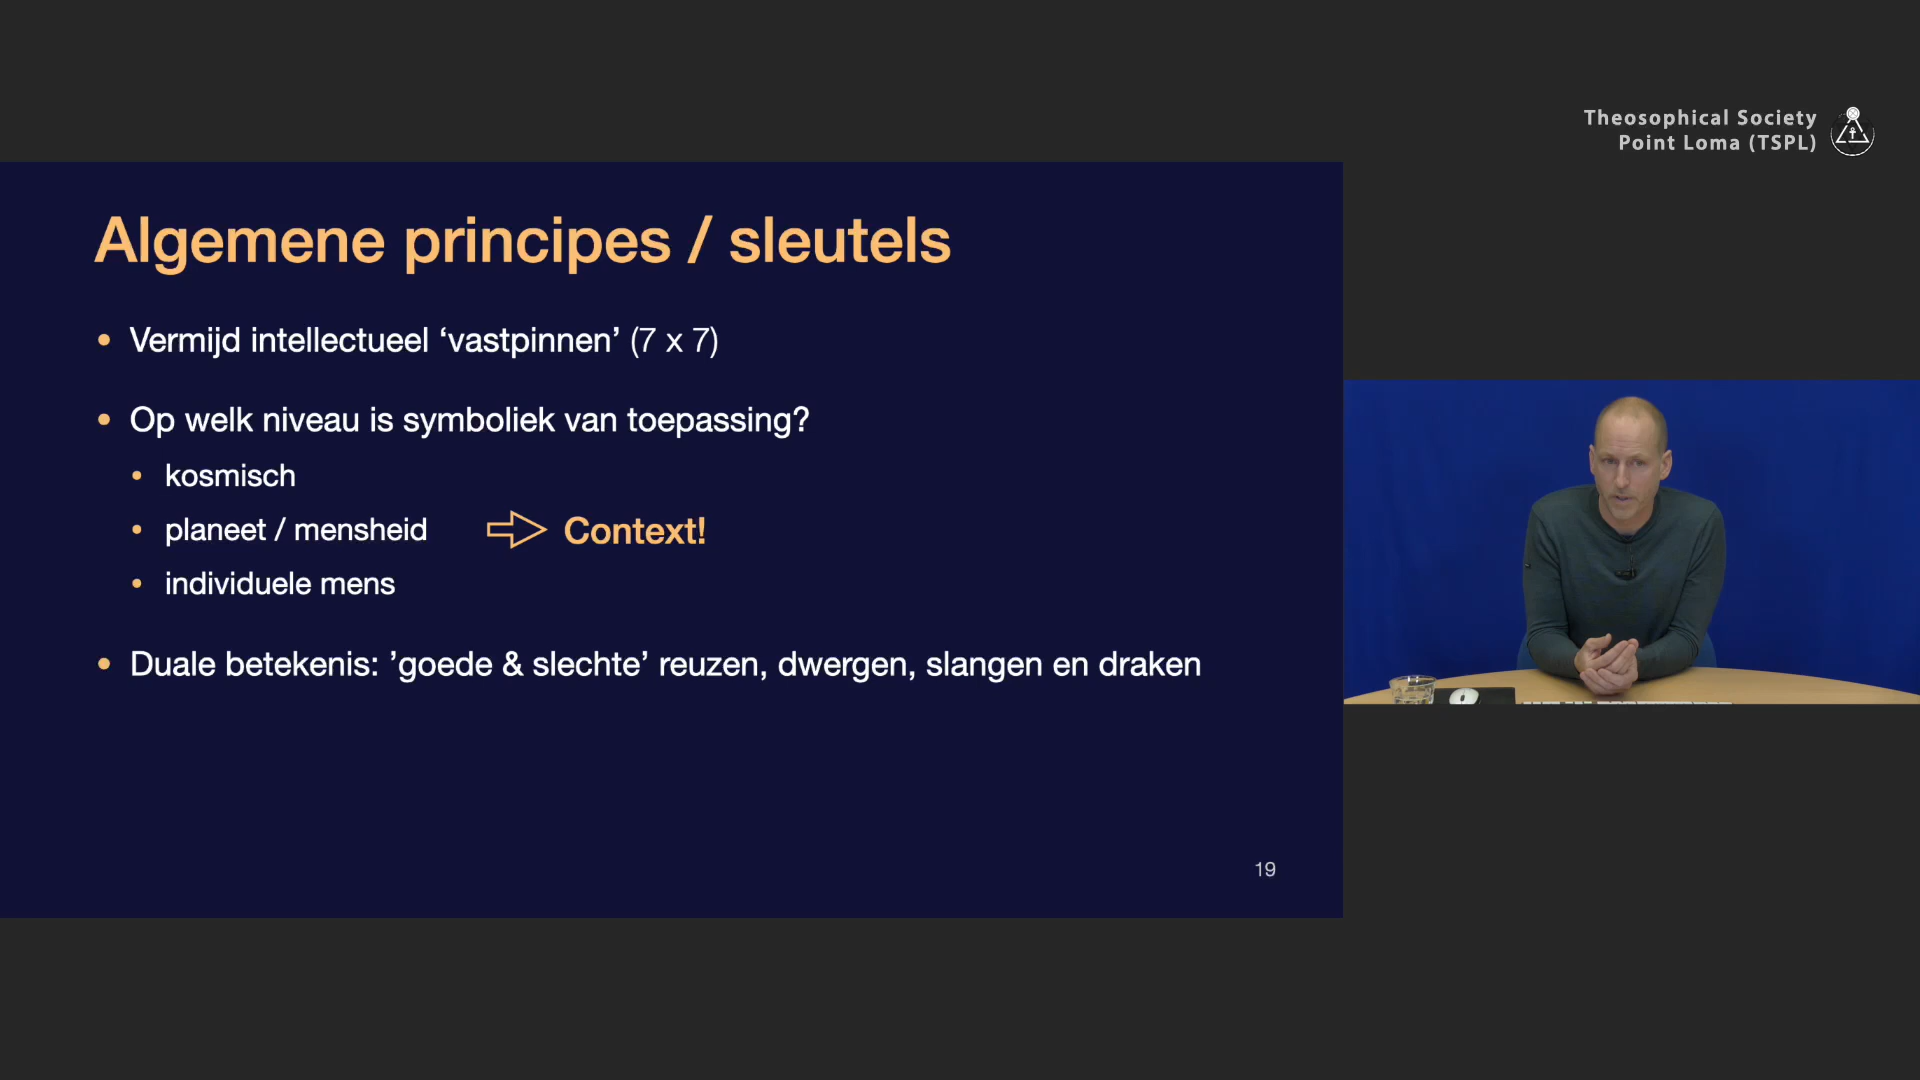 Theosophical Society
Point Loma (TSPL)
Algemene principes / sleutels
• Vermijd intellectueel ‘vastpinnen’ (7 x 7)
• Op welk niveau is symboliek van toepassing?
• kosmisch
• planeet / mensheid
Context!
• individuele mens
• Duale betekenis: ’goede & slechte’ reuzen, dwergen, slangen en draken
19